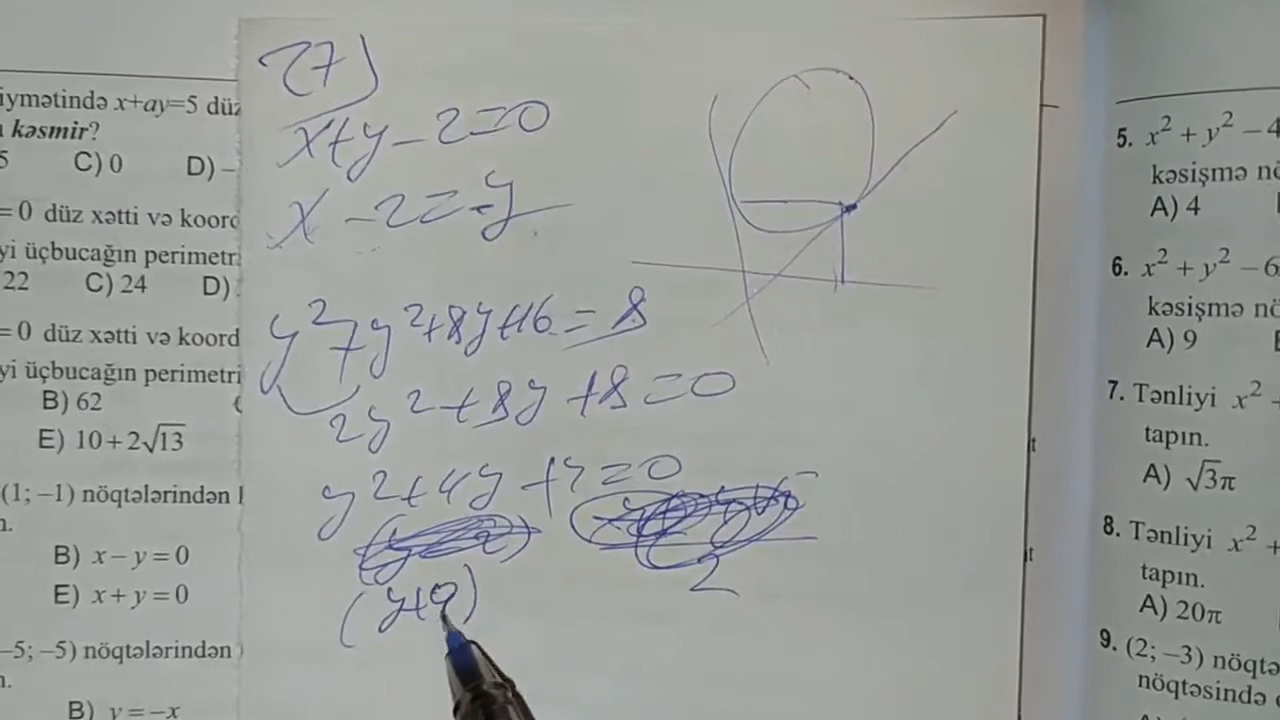 iymətində x+ay=5 düz
kəsmir?
5 C) 0 D) –
=0 düz xətti və koord
yi üçbucağın perimetri
22 C) 24 D)
=0 düz xətti və koord
yi üçbucağın perimetri
B) 62
E) 10+2√13
(1; –1) nöqtələrindən
n.
B) x–y=0
E) x+y=0
–5; –5) nöqtələrindən
n.
B) y=–x
27)
x+y-2=0
x-2=-y
y²+y²+8y+16=8
2y²+8y+8=0
y²+4y+4=0
2
(y+2)
5. x²+y²–4
kəsişmə nö
A) 4
6. x²+y²–6
kəsişmə nö
A) 9
7. Tənliyi x²
tapın.
A) √3π
8. Tənliyi x²+
tapın.
A) 20π
9. (2; –3) nöqtə
nöqtəsində